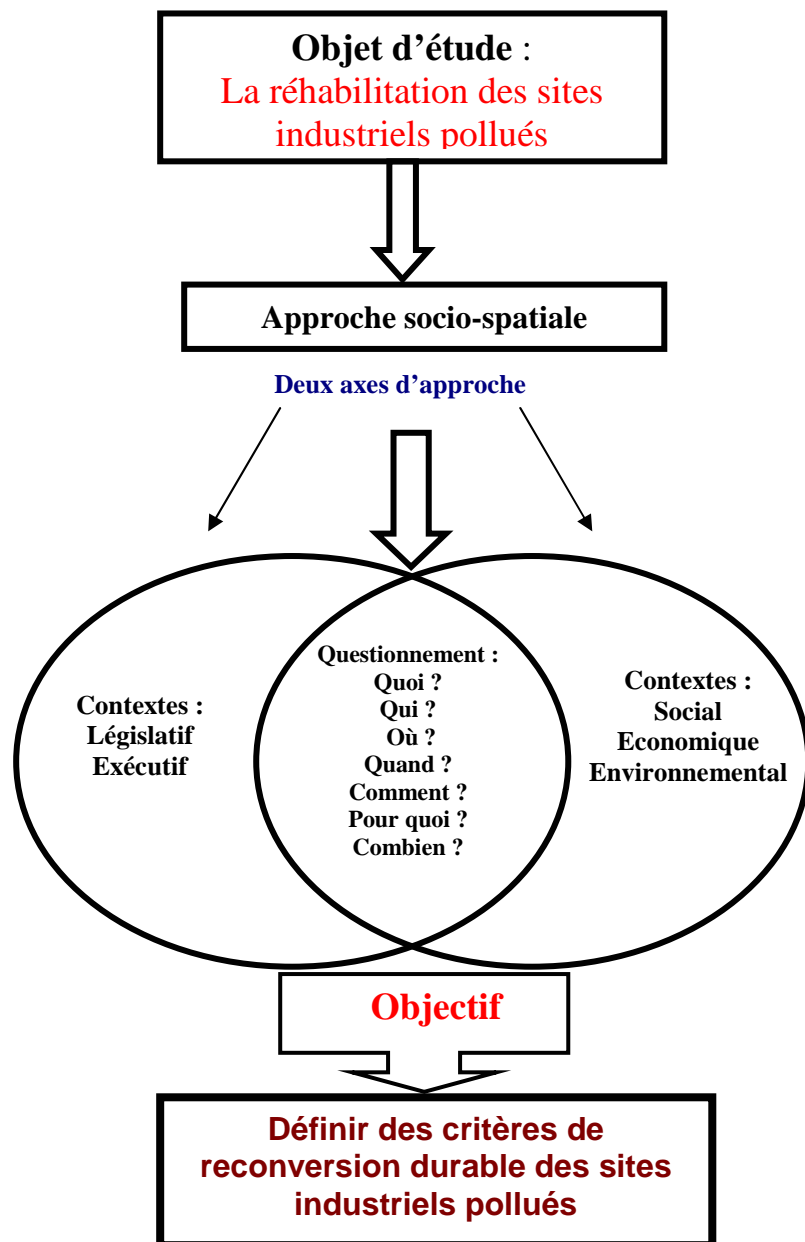 Objet d’étude :
La réhabilitation des sites
industriels pollués
Approche socio-spatiale
Deux axes d’approche
Contextes :
Législatif
Exécutif
Questionnement :
Quoi ?
Qui ?
Où ?
Quand ?
Comment ?
Pour quoi ?
Combien ?
Contextes :
Social
Economique
Environnemental
Objectif
Définir des critères de
reconversion durable des sites
industriels pollués